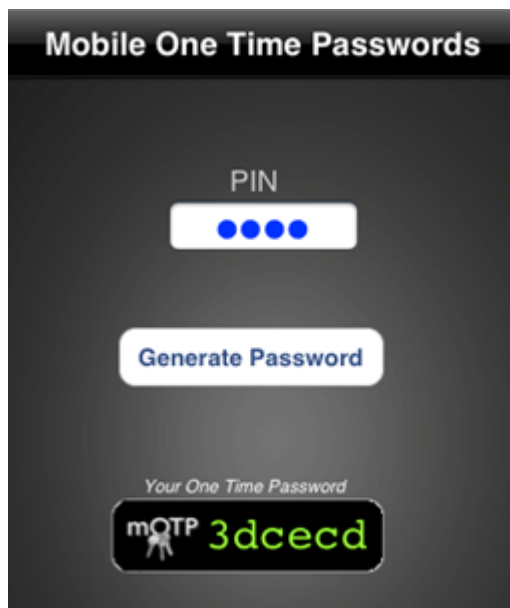 Mobile One Time Passwords
PIN
Generate Password
Your One Time Password
mOTP 3dcecd